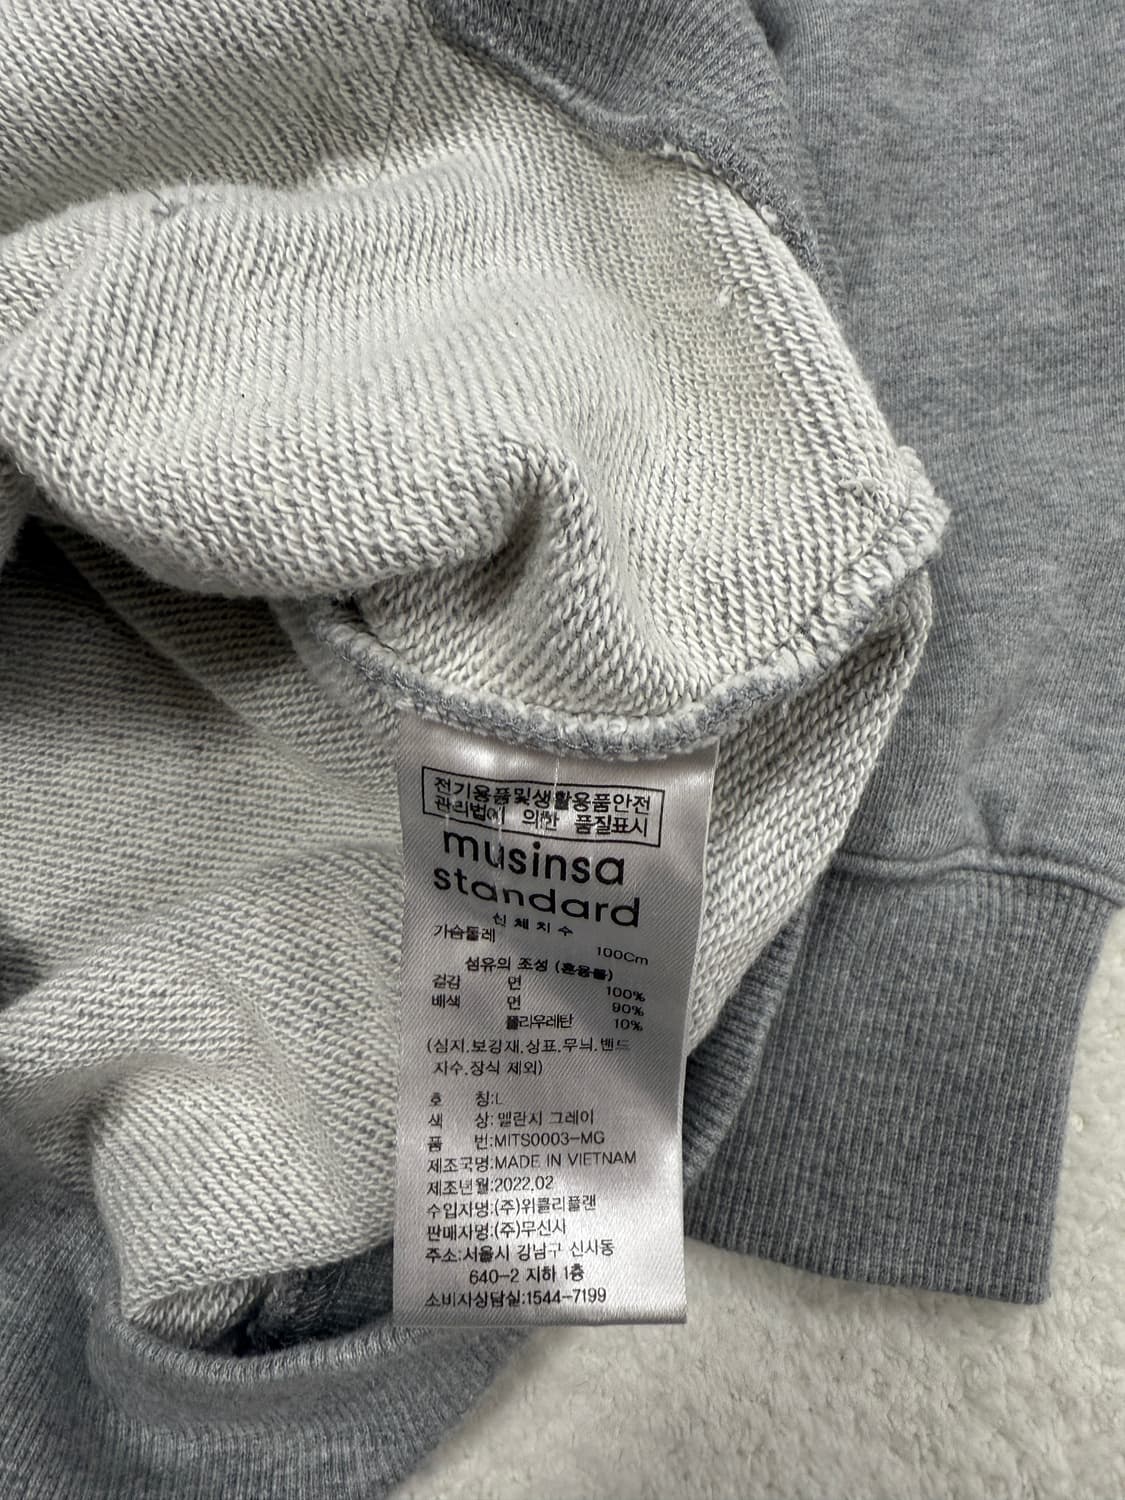 전기용품및생활용품안전
관리법에 의한 품질표시
musinsa
standard
신체치수
가슴둘레 100Cm
섬유의 조성 (혼용률)
겉감 면 100%
배색 면 90%
폴리우레탄 10%
(심지.보강재.상표.무늬.밴드
자수.장식 제외)
호 칭:L
색 상:멜란지 그레이
품 번:MITS0003-MG
제조국명:MADE IN VIETNAM
제조년월:2022.02
수입자명:(주)위클리플랜
판매자명:(주)무신사
주소:서울시 강남구 신사동
640-2 지하 1층
소비자상담실:1544-7199